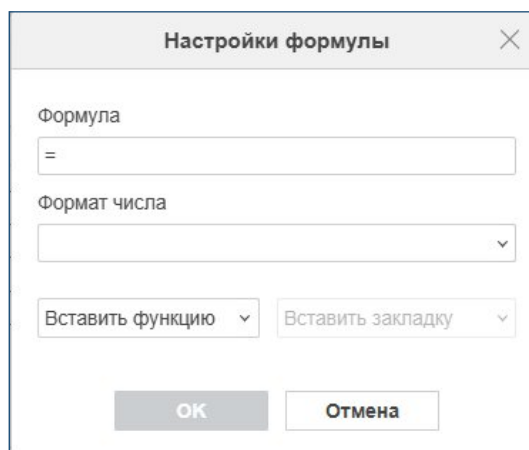 Настройки формулы
Формула
=
Формат числа
Вставить функцию
Вставить закладку
OK
Отмена